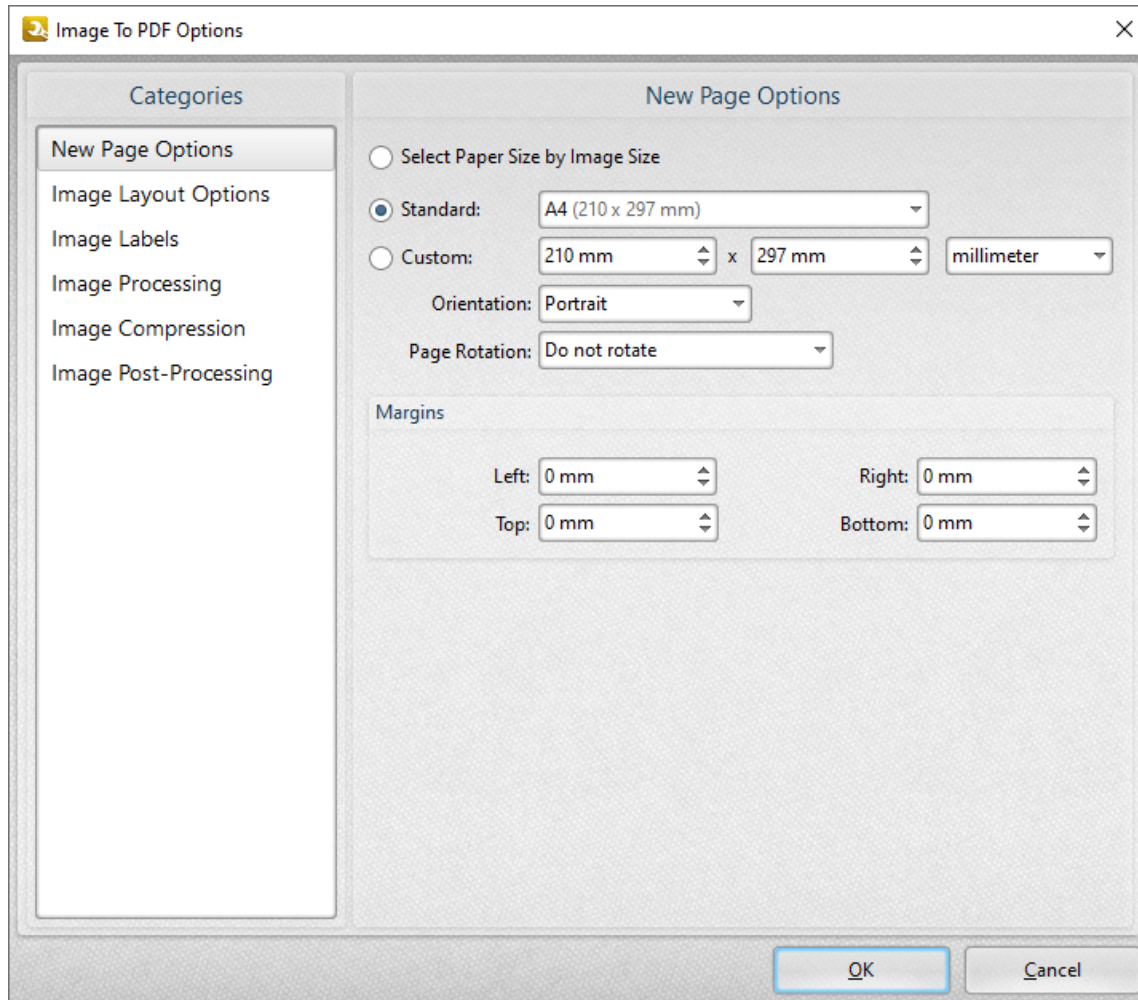 Image To PDF Options
Categories
New Page Options
Image Layout Options
Image Labels
Image Processing
Image Compression
Image Post-Processing
New Page Options
Select Paper Size by Image Size
Standard: A4 (210 x 297 mm)
Custom: 210 mm x 297 mm millimeter
Orientation: Portrait
Page Rotation: Do not rotate
Margins
Left: 0 mm Right: 0 mm
Top: 0 mm Bottom: 0 mm
OK Cancel